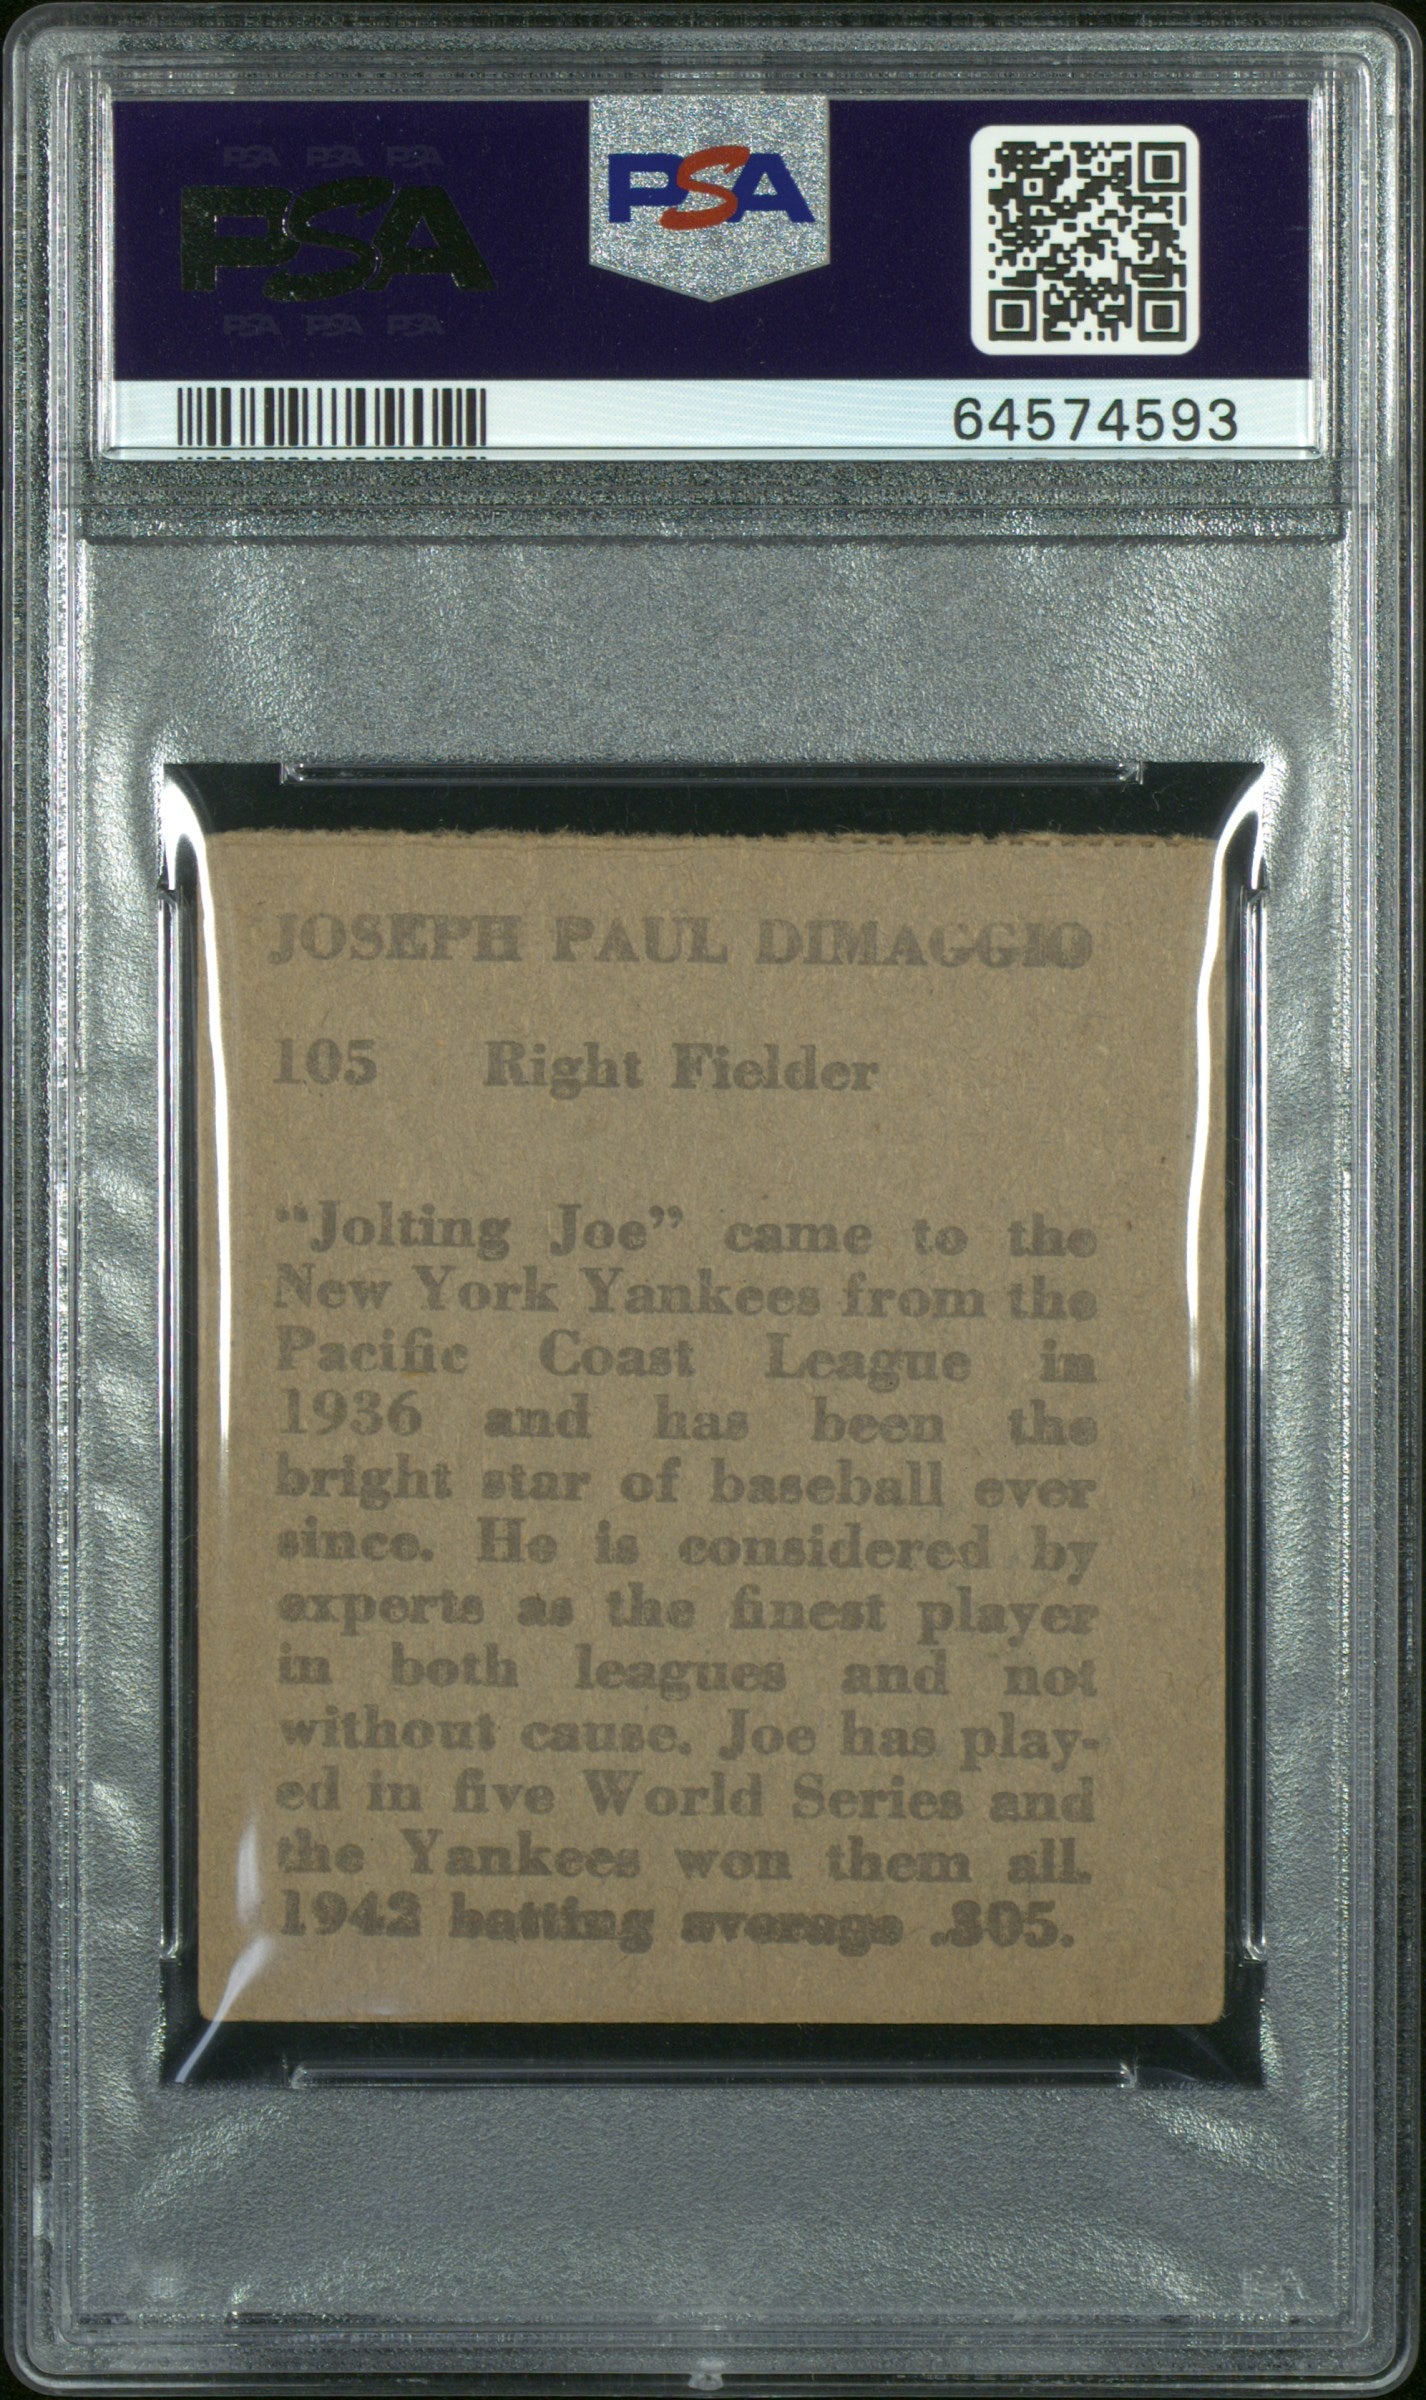 PSA PSA PSA
PSA
PSA PSA PSA
PSA
64574593
JOSEPH PAUL DIMAGGIO
105 Right Fielder
“Jolting Joe” came to the
New York Yankees from the
Pacific Coast League in
1936 and has been the
bright star of baseball ever
since. He is considered by
experts as the finest player
in both leagues and not
without cause. Joe has play-
ed in five World Series and
the Yankees won them all.
1942 batting average .305.